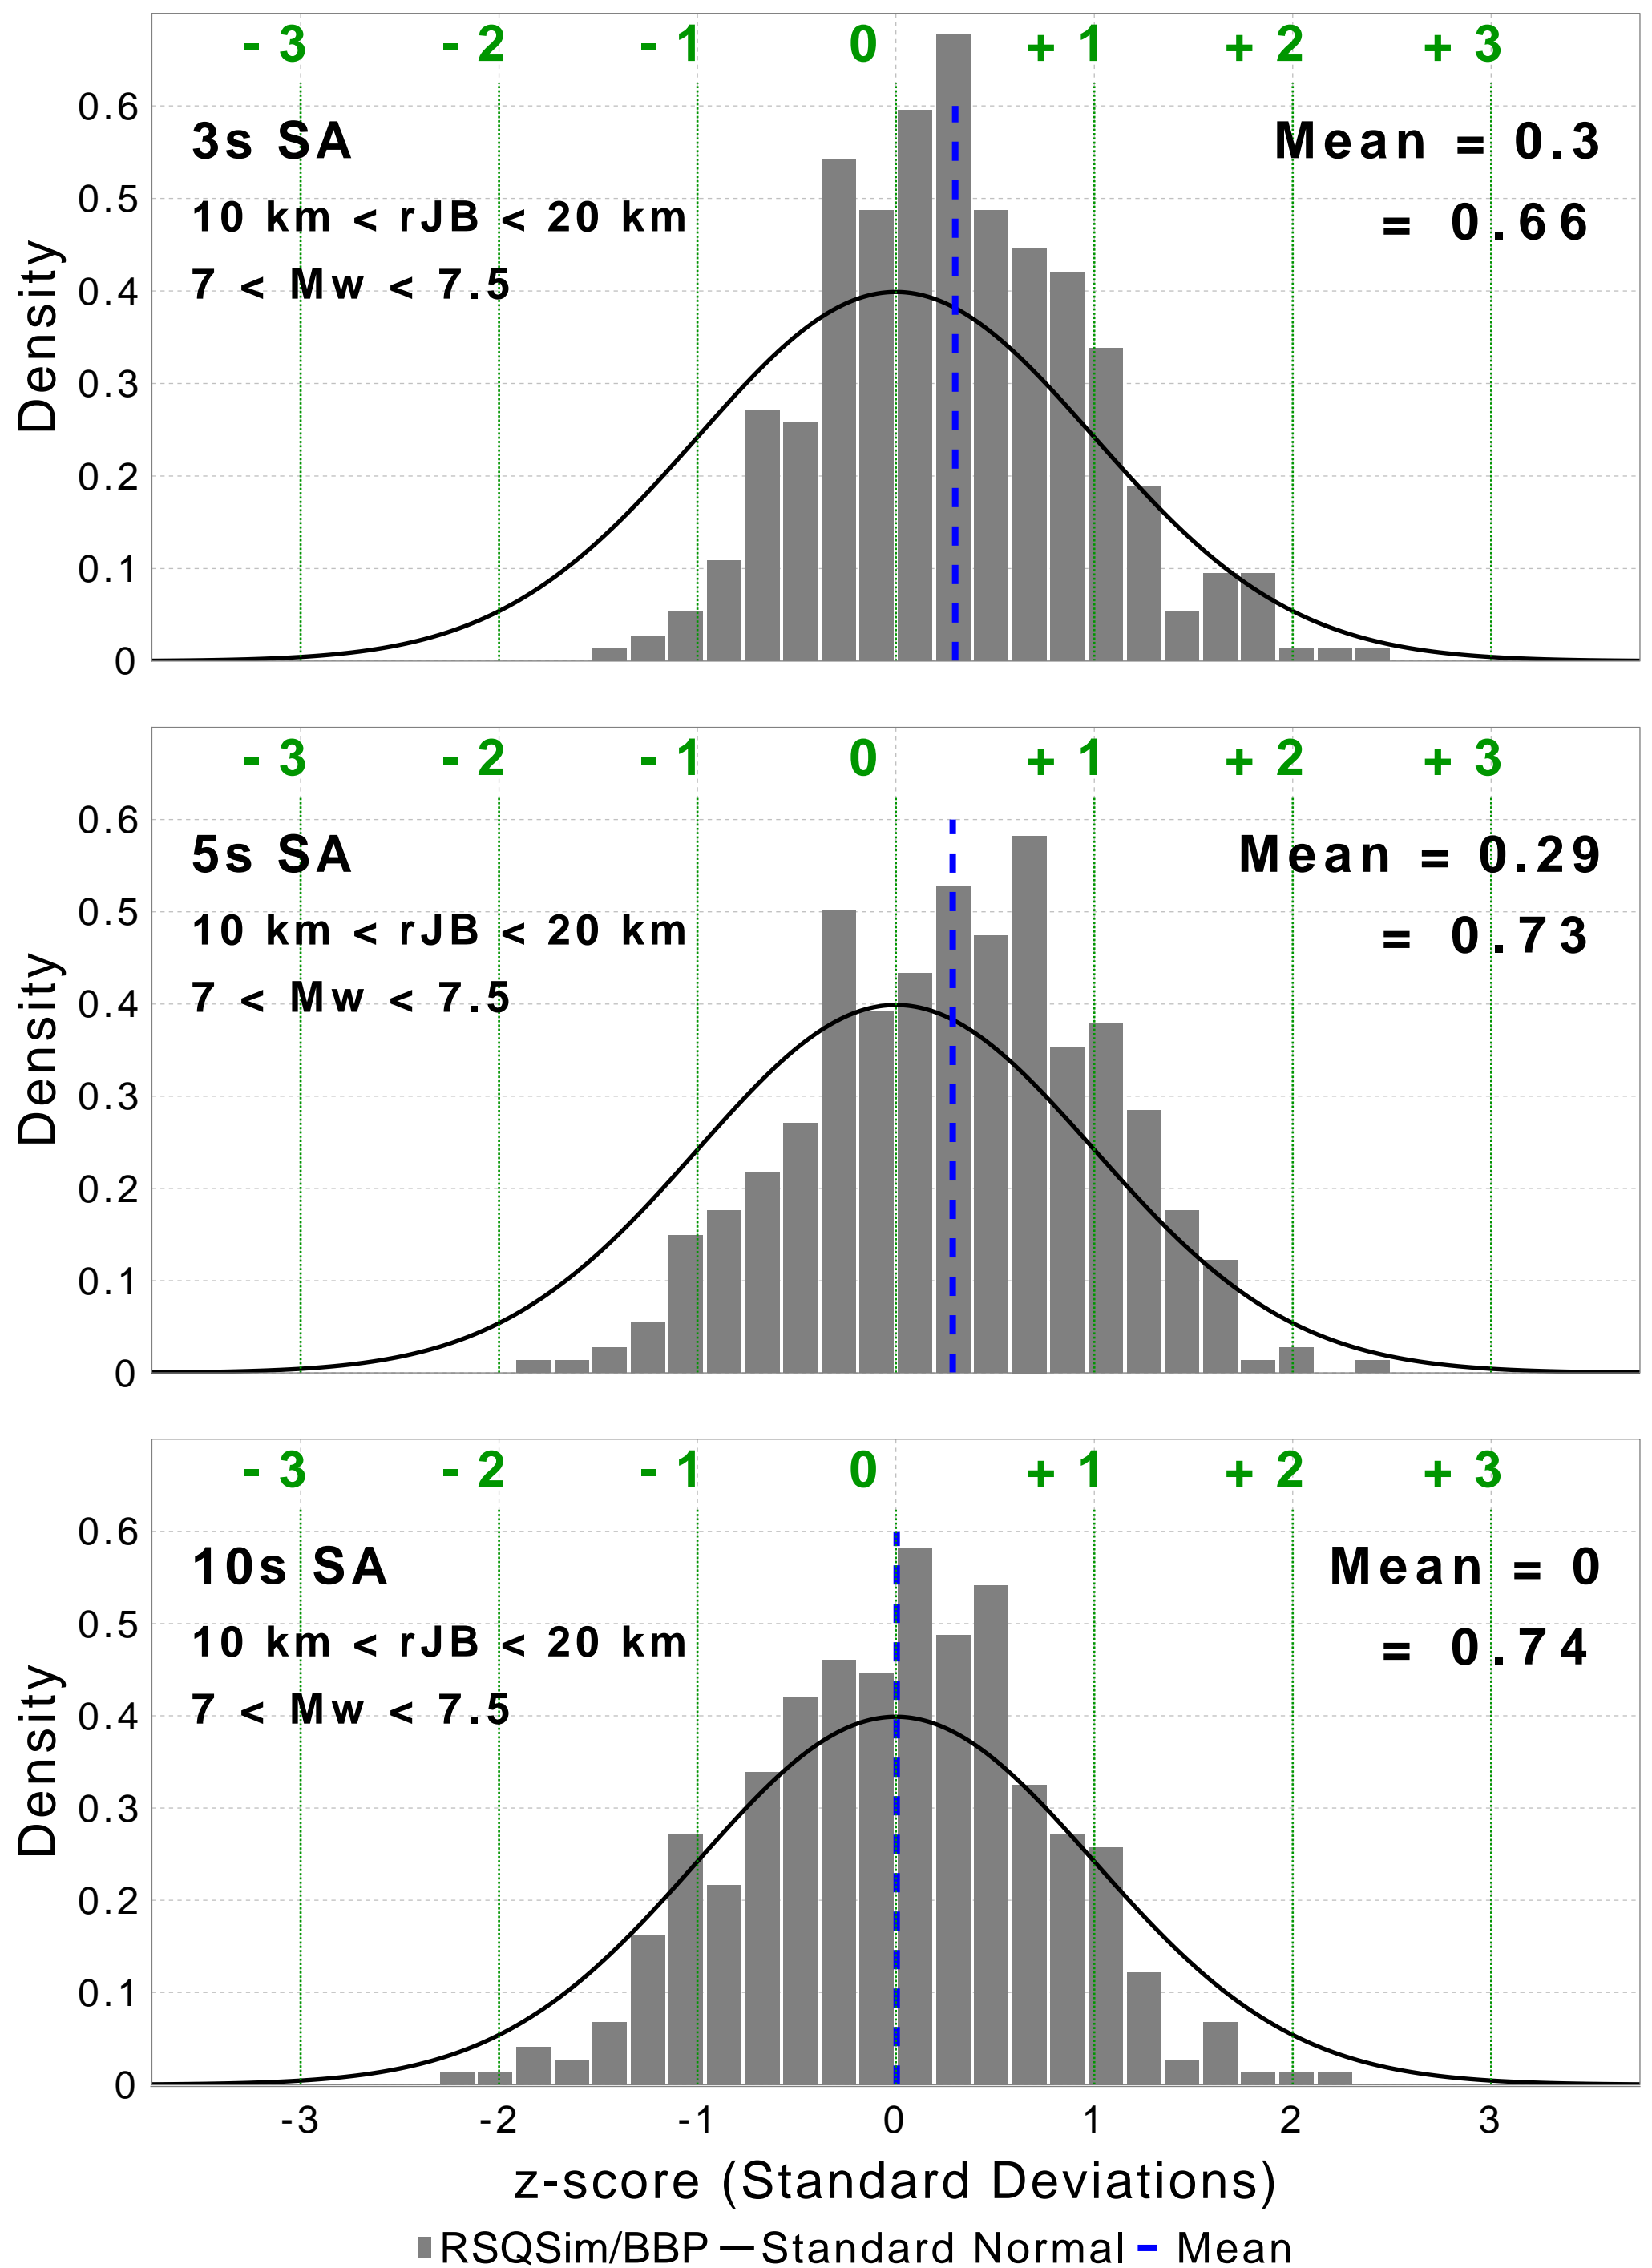 - 3 - 2 - 1 0 + 1 + 2 + 3
0.6
3s SA
Mean = 0.3
0.5
10 km < rJB < 20 km
= 0.66
7 < Mw < 7.5
0.4
Density
0.3
0.2
0.1
0
- 3 - 2 - 1 0 + 1 + 2 + 3
0.6
5s SA
Mean = 0.29
0.5
10 km < rJB < 20 km
= 0.73
7 < Mw < 7.5
0.4
Density
0.3
0.2
0.1
0
- 3 - 2 - 1 0 + 1 + 2 + 3
0.6
10s SA
Mean = 0
0.5
10 km < rJB < 20 km
= 0.74
7 < Mw < 7.5
0.4
Density
0.3
0.2
0.1
0
-3 -2 -1 0 1 2 3
z-score (Standard Deviations)
RSQSim/BBP Standard Normal Mean